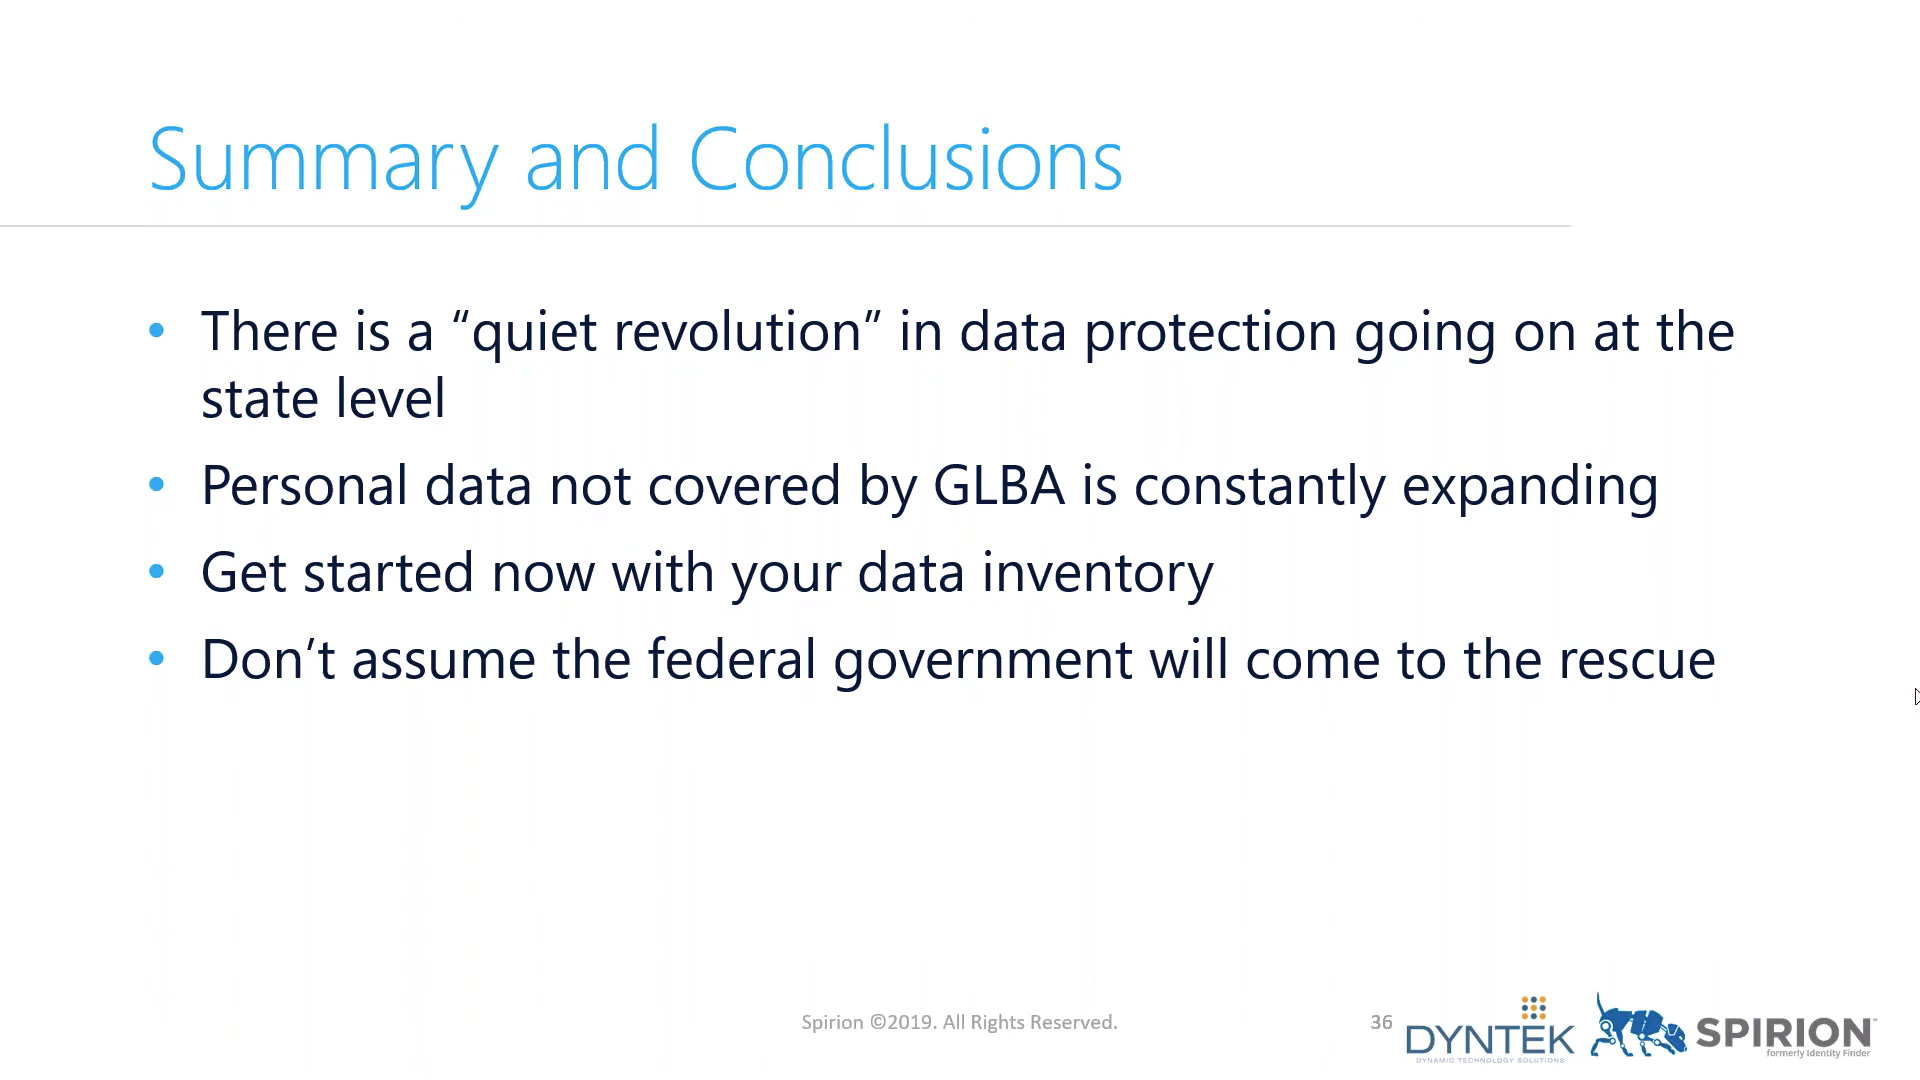 Summary and Conclusions
• There is a “quiet revolution” in data protection going on at the
state level
• Personal data not covered by GLBA is constantly expanding
• Get started now with your data inventory
• Don’t assume the federal government will come to the rescue
Spirion ©2019. All Rights Reserved.
36
DYNTEK
DYNAMIC TECHNOLOGY SOLUTIONS
SPIRION™
formerly Identity Finder